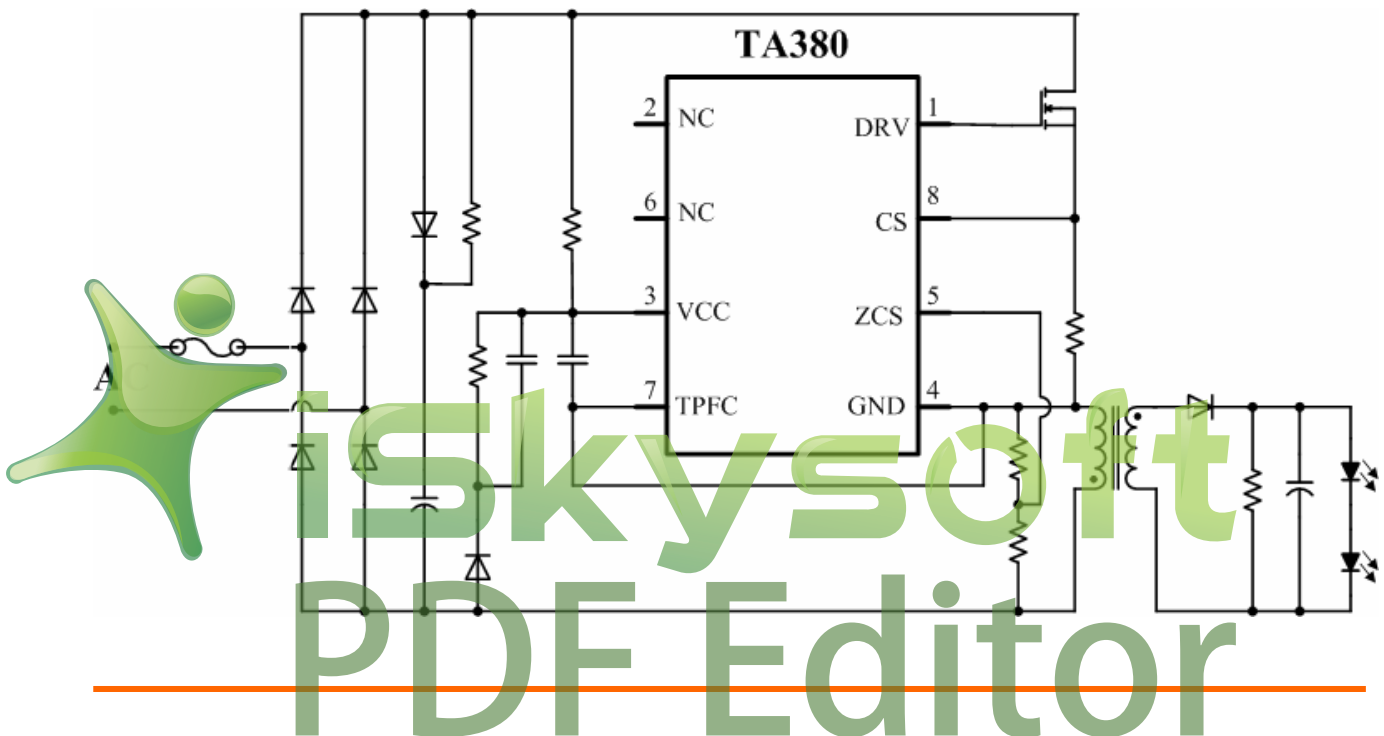 TA380
2 NC DRV 1
6 NC CS 8
3 VCC ZCS 5
7 TPFC GND 4
AC
iSkysoft
PDF Editor